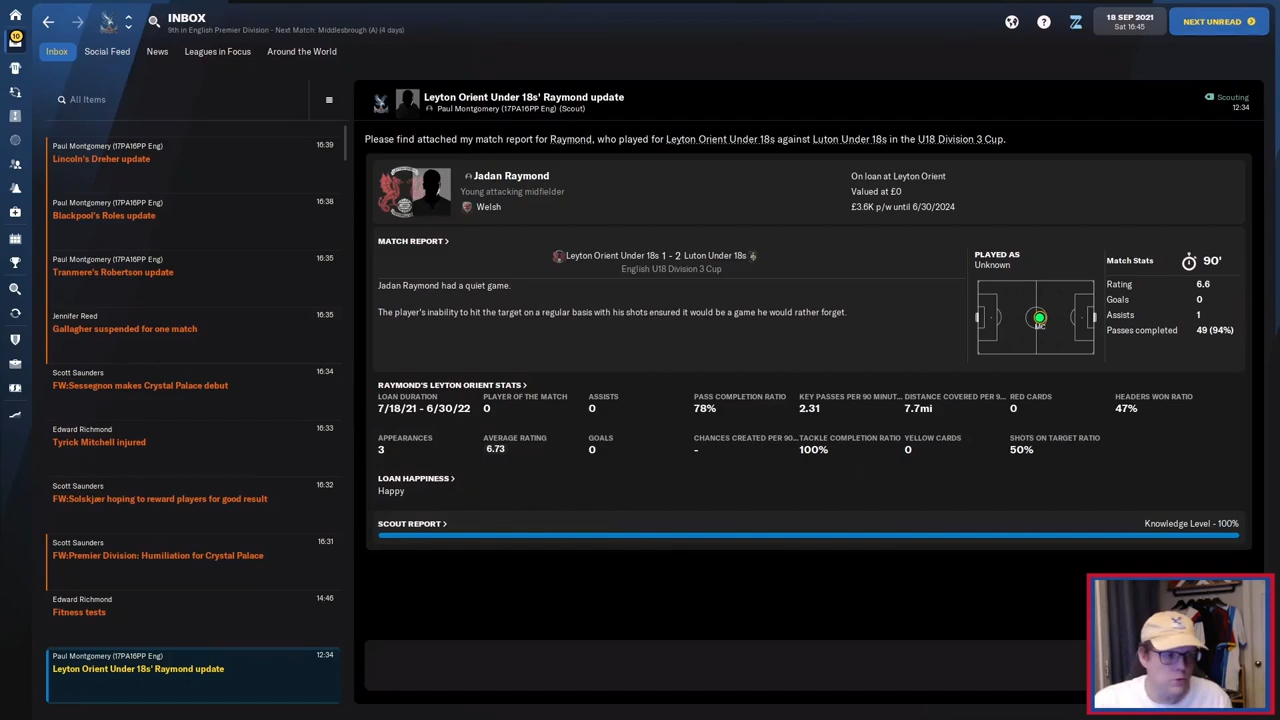 10
INBOX
9th in English Premier Division - Next Match: Middlesbrough (A) (4 days)
18 SEP 2021
Sat 16:45
NEXT UNREAD
Inbox
Social Feed
News
Leagues in Focus
Around the World
All Items
Paul Montgomery (17PA16PP Eng) 16:39
Lincoln's Dreher update
Paul Montgomery (17PA16PP Eng) 16:38
Blackpool's Roles update
Paul Montgomery (17PA16PP Eng) 16:35
Tranmere's Robertson update
Jennifer Reed 16:35
Gallagher suspended for one match
Scott Saunders 16:34
FW:Sessegnon makes Crystal Palace debut
Edward Richmond 16:33
Tyrick Mitchell injured
Scott Saunders 16:32
FW:Solskjær hoping to reward players for good result
Scott Saunders 16:31
FW:Premier Division: Humiliation for Crystal Palace
Edward Richmond 14:46
Fitness tests
Paul Montgomery (17PA16PP Eng) 12:34
Leyton Orient Under 18s' Raymond update
Leyton Orient Under 18s' Raymond update
Paul Montgomery (17PA16PP Eng) (Scout)
Scouting
12:34
Please find attached my match report for Raymond, who played for Leyton Orient Under 18s against Luton Under 18s in the U18 Division 3 Cup.
Jadan Raymond
Young attacking midfielder
Welsh
On loan at Leyton Orient
Valued at £0
£3.6K p/w until 6/30/2024
MATCH REPORT
Leyton Orient Under 18s 1 - 2 Luton Under 18s
English U18 Division 3 Cup
Jadan Raymond had a quiet game.
The player's inability to hit the target on a regular basis with his shots ensured it would be a game he would rather forget.
PLAYED AS
Unknown
MC
Match Stats 90'
Rating 6.6
Goals 0
Assists 1
Passes completed 49 (94%)
RAYMOND'S LEYTON ORIENT STATS
LOAN DURATION PLAYER OF THE MATCH ASSISTS PASS COMPLETION RATIO KEY PASSES PER 90 MINUT... DISTANCE COVERED PER 9... RED CARDS HEADERS WON RATIO
7/18/21 - 6/30/22 0 0 78% 2.31 7.7mi 0 47%
APPEARANCES AVERAGE RATING GOALS CHANCES CREATED PER 90... TACKLE COMPLETION RATIO YELLOW CARDS SHOTS ON TARGET RATIO
3 6.73 0 - 100% 0 50%
LOAN HAPPINESS
Happy
SCOUT REPORT
Knowledge Level - 100%